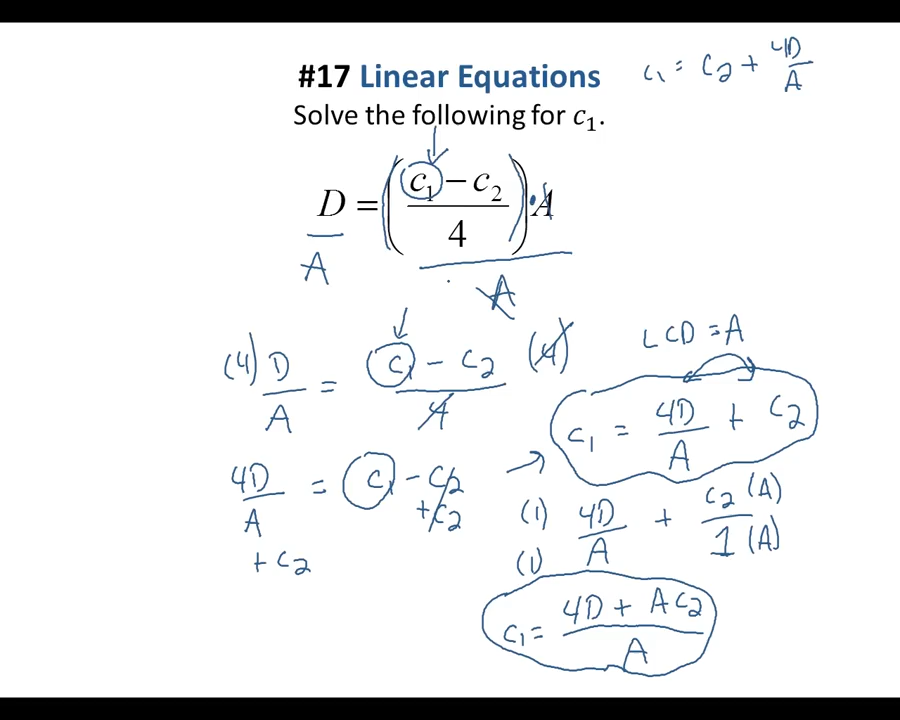 #17 Linear Equations
c₁ = c₂ + 4D/A
Solve the following for c₁.
D = ((c₁ − c₂)/4) · A
A
A
LCD = A
(4) D/A = (c₁ − c₂)/4 (4)
c₁ = 4D/A + c₂
4D/A = c₁ − c₂
+ c₂ + c₂
(1) 4D/(1) A + c₂ (A)/1 (A)
c₁ = (4D + Ac₂)/A